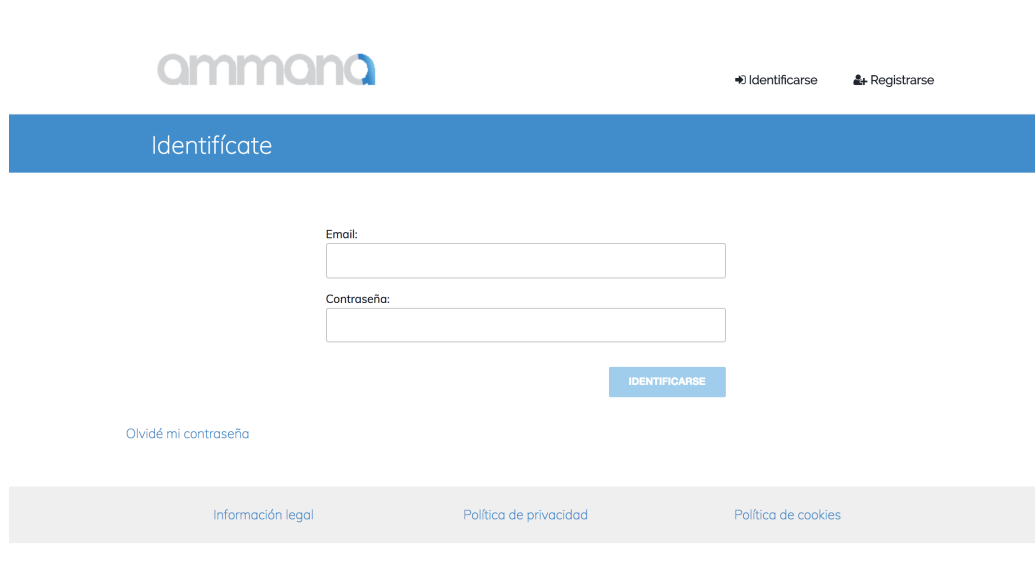 ammana
Identificarse
Registrarse
Identifícate
Email:
Contraseña:
IDENTIFICARSE
Olvidé mi contraseña
Información legal
Política de privacidad
Política de cookies